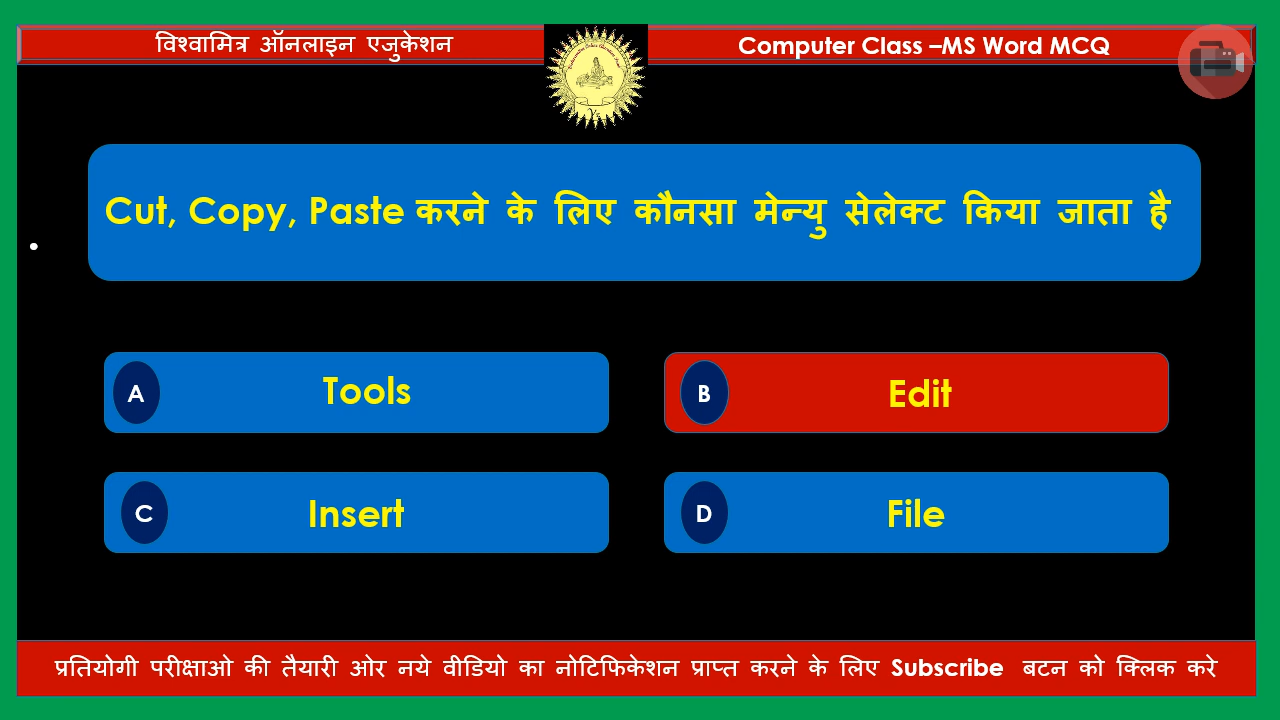 विश्वामित्र ऑनलाइन एजुकेशन
Computer Class –MS Word MCQ
Cut, Copy, Paste करने के लिए कौनसा मेन्यु सेलेक्ट किया जाता है
A Tools
B Edit
C Insert
D File
प्रतियोगी परीक्षाओ की तैयारी ओर नये वीडियो का नोटिफिकेशन प्राप्त करने के लिए Subscribe बटन को क्लिक करे